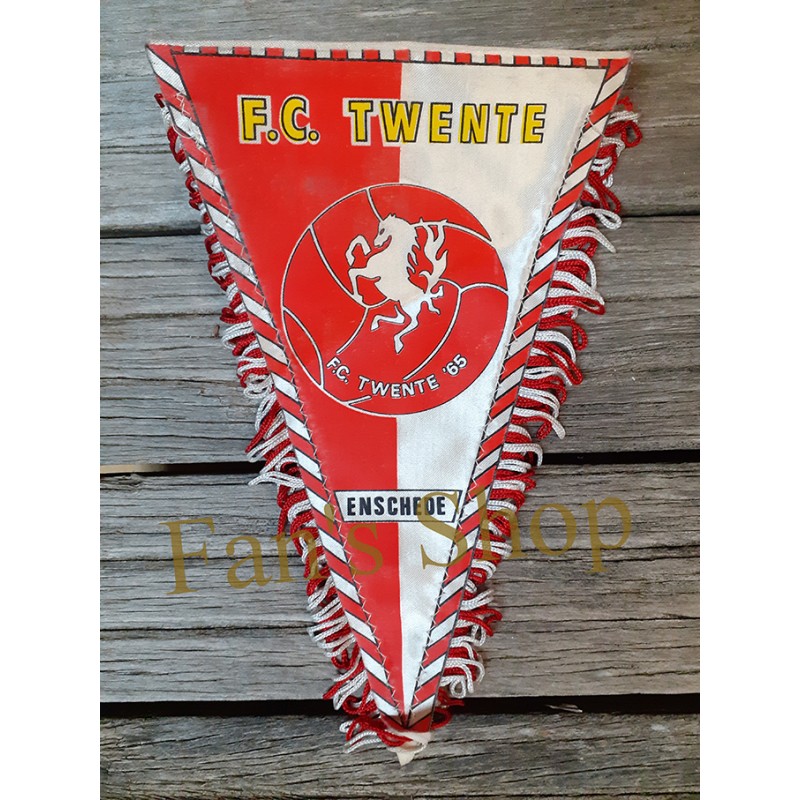 F.C. TWENTE
F.C. TWENTE '65
ENSCHEDE
Fan's Shop